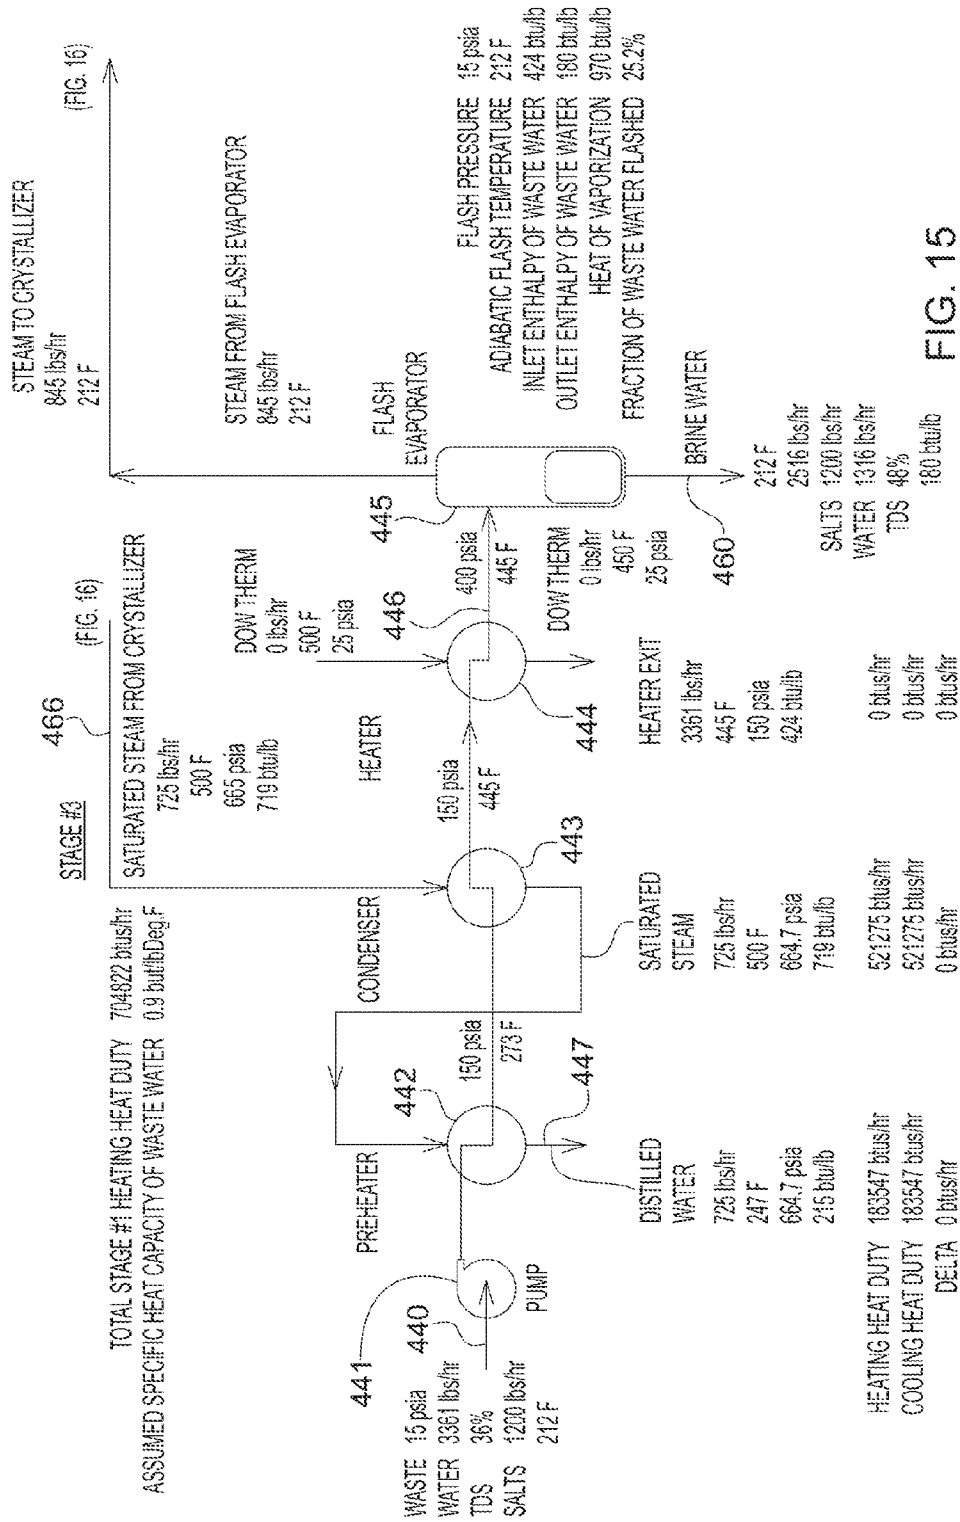 STAGE #3
TOTAL STAGE #1 HEATING HEAT DUTY 704822 btus/hr
ASSUMED SPECIFIC HEAT CAPACITY OF WASTE WATER 0.9 but/lbDeg.F
466
(FIG. 16)
SATURATED STEAM FROM CRYSTALLIZER
725 lbs/hr
500 F
665 psia
719 btu/lb
STEAM TO CRYSTALLIZER
845 lbs/hr
212 F
(FIG. 16)
STEAM FROM FLASH EVAPORATOR
845 lbs/hr
212 F
DOW THERM
0 lbs/hr
500 F
25 psia
PREHEATER
CONDENSER
HEATER
FLASH
EVAPORATOR
441
440
442
443
446
444
445
447
460
PUMP
WASTE 15 psia
WATER 3361 lbs/hr
TDS 36%
SALTS 1200 lbs/hr
212 F
150 psia
273 F
150 psia
445 F
400 psia
445 F
DOW THERM
0 lbs/hr
450 F
25 psia
FLASH PRESSURE 15 psia
ADIABATIC FLASH TEMPERATURE 212 F
INLET ENTHALPY OF WASTE WATER 424 btu/lb
OUTLET ENTHALPY OF WASTE WATER 180 btu/lb
HEAT OF VAPORIZATION 970 btu/lb
FRACTION OF WASTE WATER FLASHED 25.2%
DISTILLED
WATER
725 lbs/hr
247 F
664.7 psia
215 btu/lb
SATURATED
STEAM
725 lbs/hr
500 F
664.7 psia
719 btu/lb
HEATER EXIT
3361 lbs/hr
445 F
150 psia
424 btu/lb
BRINE WATER
212 F
2516 lbs/hr
SALTS 1200 lbs/hr
WATER 1316 lbs/hr
TDS 48%
180 btu/lb
HEATING HEAT DUTY 183547 btus/hr 521275 btus/hr 0 btus/hr
COOLING HEAT DUTY 183547 btus/hr 521275 btus/hr 0 btus/hr
DELTA 0 btus/hr 0 btus/hr 0 btus/hr
FIG. 15